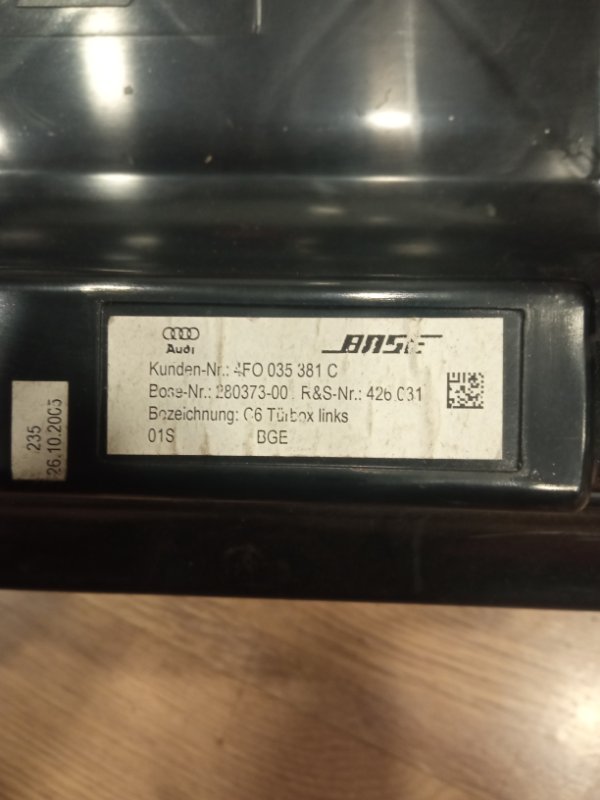 Audi
BOSE
Kunden-Nr.: 4FO 035 381 C
Bose-Nr.: 280373-00 R&S-Nr.: 426.031
Bezeichnung: C6 Türbox links
01S BGE
235
26.10.2005